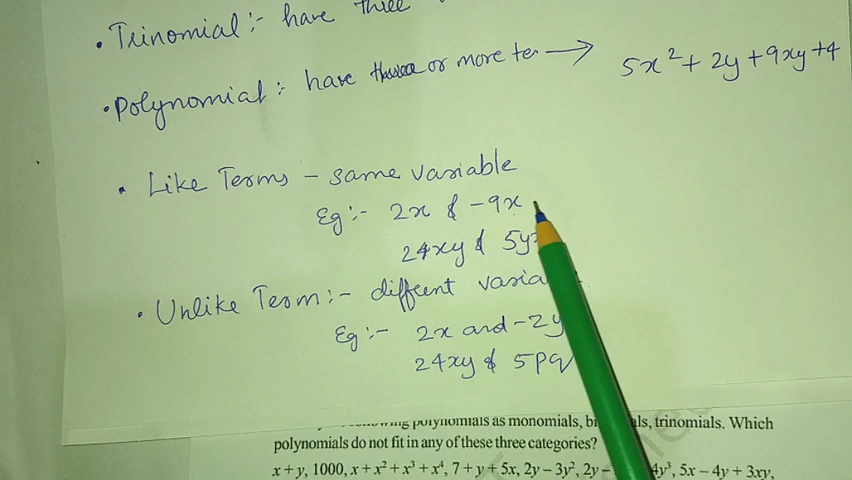 • Trinomial :- have three
• Polynomial :- have or more te → 5x² + 2y + 9xy + 4
• Like Terms – same variable
Eg :- 2x & -9x
24xy & 5y
• Unlike Term :- diffeent varia
Eg :- 2x and -2y
24xy & 5pq
polynomials as monomials, bi als, trinomials. Which
polynomials do not fit in any of these three categories?
x + y, 1000, x + x² + x³ + x⁴, 7 + y + 5x, 2y – 3y², 2y – 4y³, 5x – 4y + 3xy,